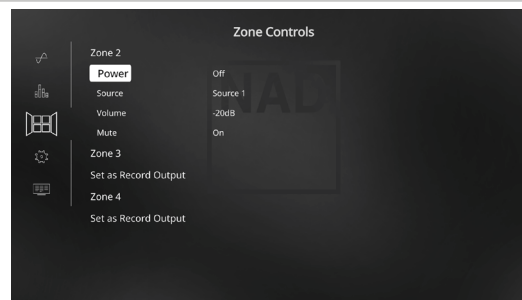 Zone Controls
Zone 2
Power Off
Source Source 1
Volume -20dB
Mute On
Zone 3
Set as Record Output
Zone 4
Set as Record Output
NAD